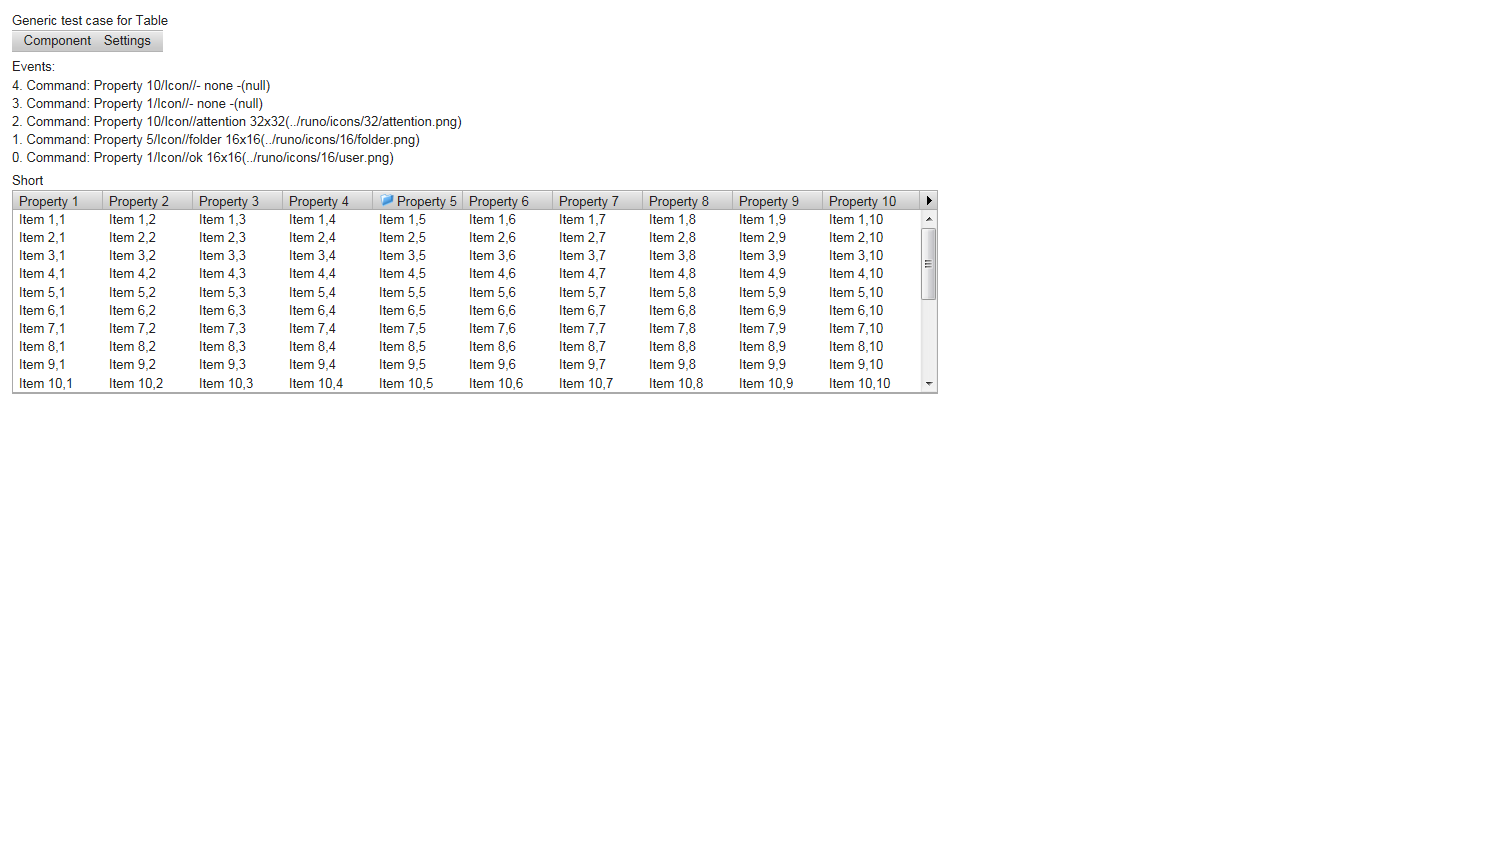 Generic test case for Table
Component Settings
Events:
4. Command: Property 10/Icon//- none -(null)
3. Command: Property 1/Icon//- none -(null)
2. Command: Property 10/Icon//attention 32x32(../runo/icons/32/attention.png)
1. Command: Property 5/Icon//folder 16x16(../runo/icons/16/folder.png)
0. Command: Property 1/Icon//ok 16x16(../runo/icons/16/user.png)
Short
Property 1 Property 2 Property 3 Property 4 Property 5 Property 6 Property 7 Property 8 Property 9 Property 10
Item 1,1 Item 1,2 Item 1,3 Item 1,4 Item 1,5 Item 1,6 Item 1,7 Item 1,8 Item 1,9 Item 1,10
Item 2,1 Item 2,2 Item 2,3 Item 2,4 Item 2,5 Item 2,6 Item 2,7 Item 2,8 Item 2,9 Item 2,10
Item 3,1 Item 3,2 Item 3,3 Item 3,4 Item 3,5 Item 3,6 Item 3,7 Item 3,8 Item 3,9 Item 3,10
Item 4,1 Item 4,2 Item 4,3 Item 4,4 Item 4,5 Item 4,6 Item 4,7 Item 4,8 Item 4,9 Item 4,10
Item 5,1 Item 5,2 Item 5,3 Item 5,4 Item 5,5 Item 5,6 Item 5,7 Item 5,8 Item 5,9 Item 5,10
Item 6,1 Item 6,2 Item 6,3 Item 6,4 Item 6,5 Item 6,6 Item 6,7 Item 6,8 Item 6,9 Item 6,10
Item 7,1 Item 7,2 Item 7,3 Item 7,4 Item 7,5 Item 7,6 Item 7,7 Item 7,8 Item 7,9 Item 7,10
Item 8,1 Item 8,2 Item 8,3 Item 8,4 Item 8,5 Item 8,6 Item 8,7 Item 8,8 Item 8,9 Item 8,10
Item 9,1 Item 9,2 Item 9,3 Item 9,4 Item 9,5 Item 9,6 Item 9,7 Item 9,8 Item 9,9 Item 9,10
Item 10,1 Item 10,2 Item 10,3 Item 10,4 Item 10,5 Item 10,6 Item 10,7 Item 10,8 Item 10,9 Item 10,10